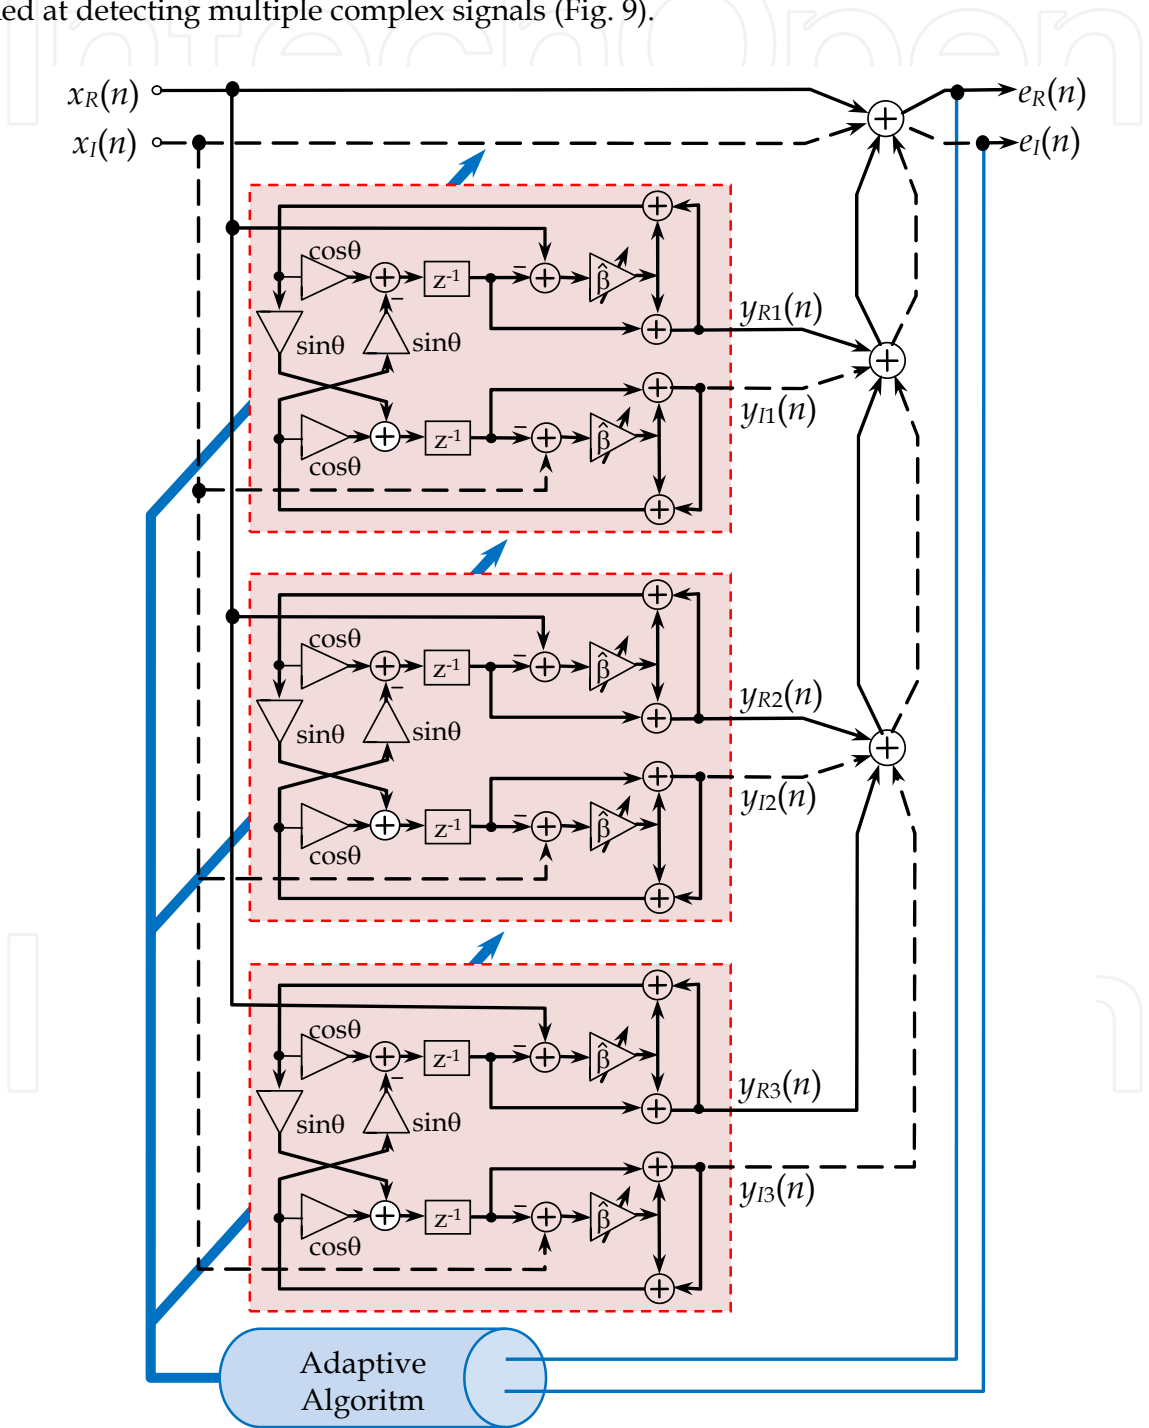 ned at detecting multiple complex signals (Fig. 9).
xR(n)
eR(n)
xI(n)
eI(n)
cosθ
z-1
−
β̂
−
sinθ
sinθ
yR1(n)
yI1(n)
z-1
−
β̂
cosθ
cosθ
z-1
−
β̂
−
sinθ
sinθ
yR2(n)
yI2(n)
z-1
−
β̂
cosθ
cosθ
z-1
−
β̂
−
sinθ
sinθ
yR3(n)
yI3(n)
z-1
−
β̂
cosθ
Adaptive
Algoritm